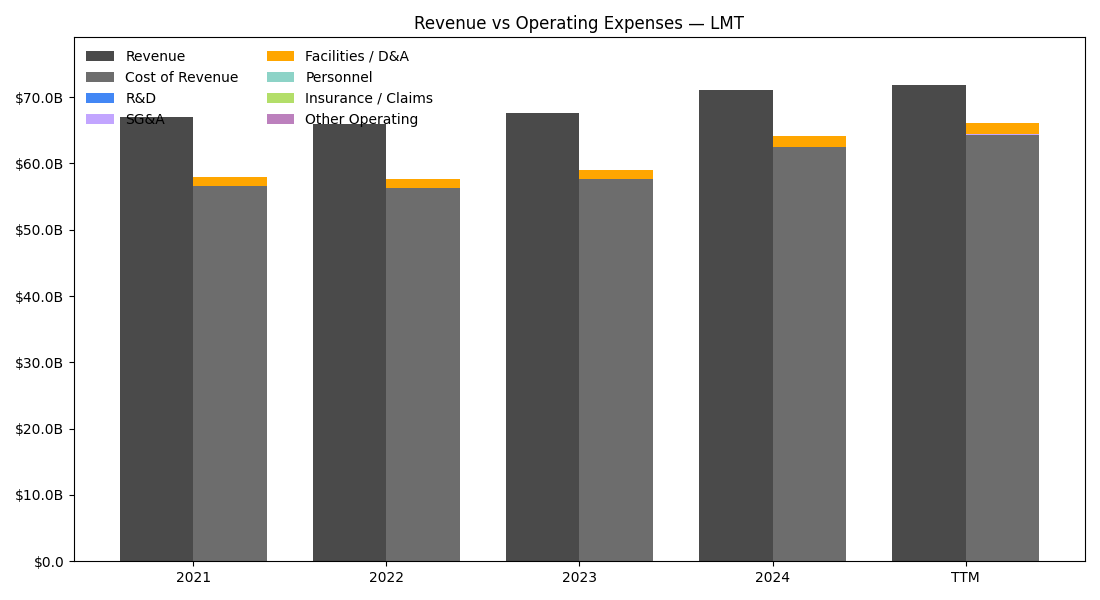 Revenue vs Operating Expenses — LMT
Revenue
Cost of Revenue
R&D
SG&A
Facilities / D&A
Personnel
Insurance / Claims
Other Operating
$70.0B
$60.0B
$50.0B
$40.0B
$30.0B
$20.0B
$10.0B
$0.0
2021 2022 2023 2024 TTM